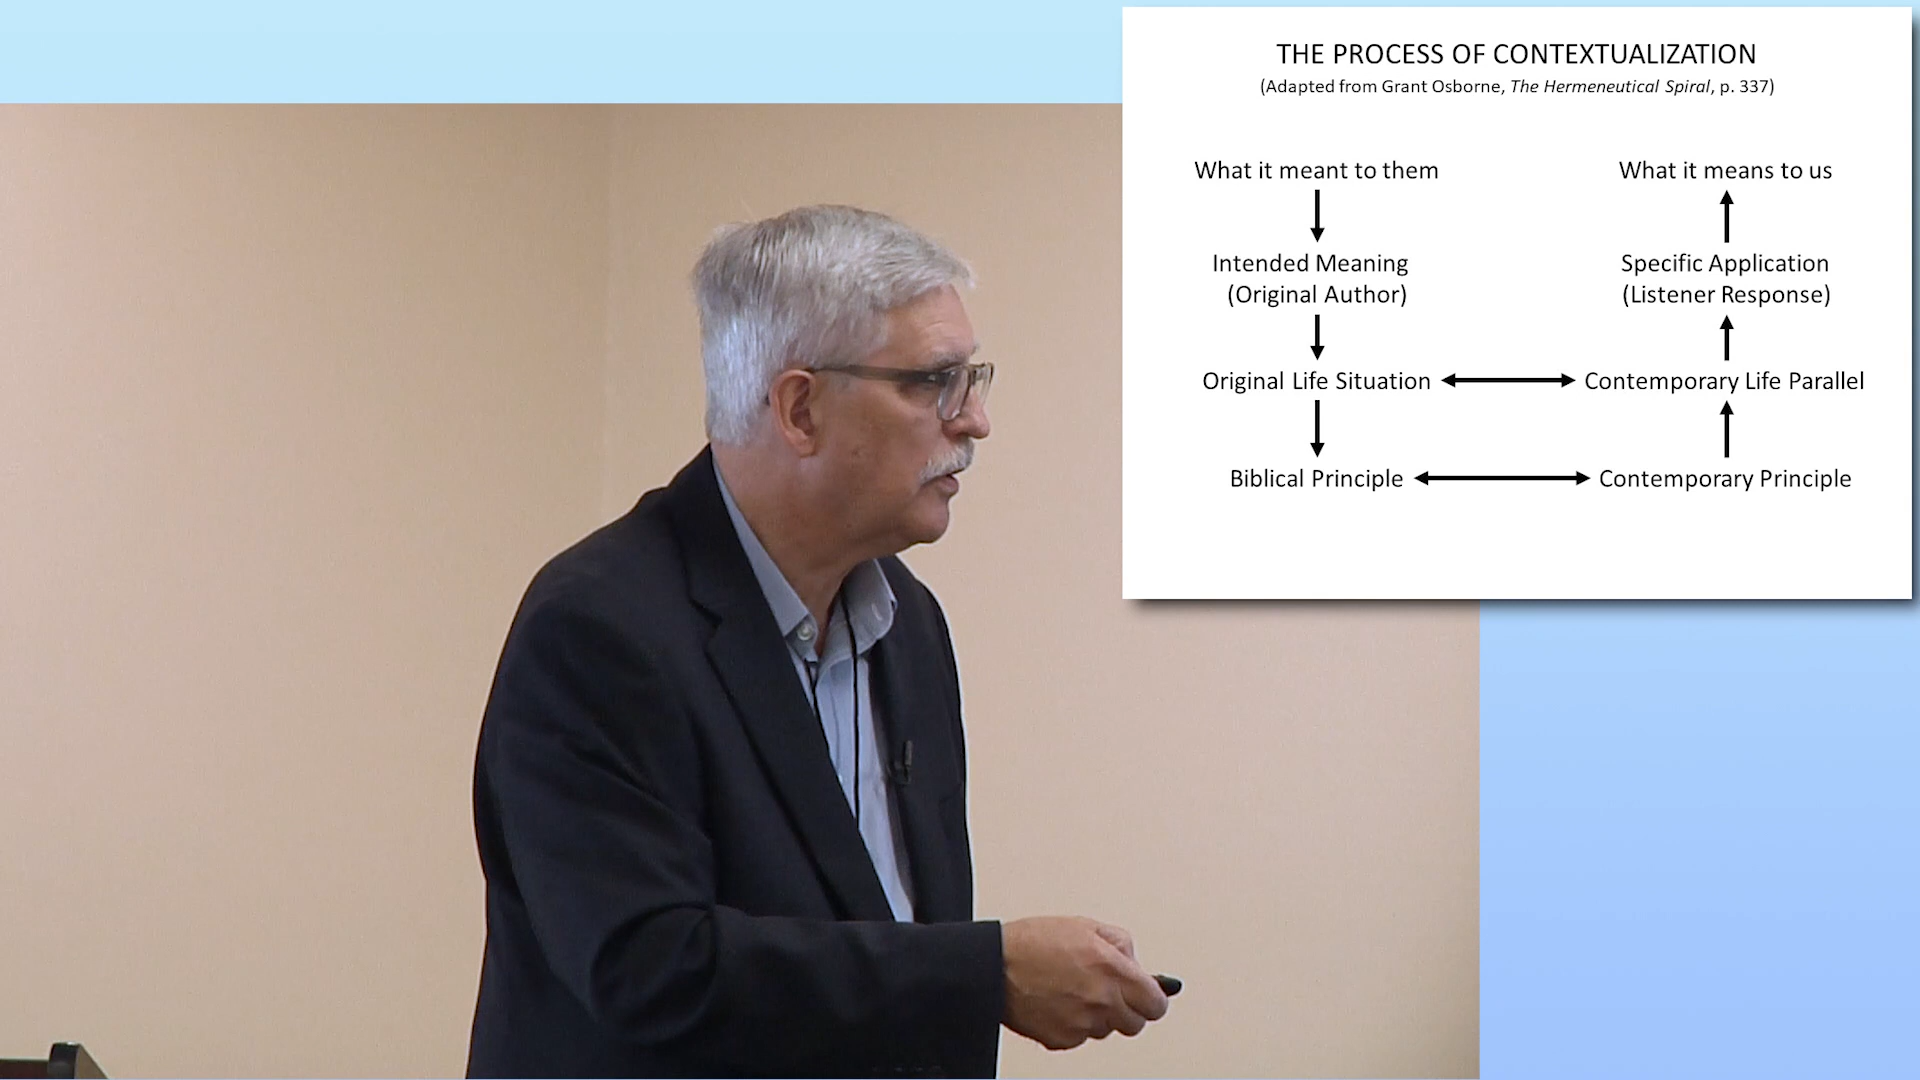 THE PROCESS OF CONTEXTUALIZATION
(Adapted from Grant Osborne, The Hermeneutical Spiral, p. 337)
What it meant to them
Intended Meaning
(Original Author)
Original Life Situation
Biblical Principle
What it means to us
Specific Application
(Listener Response)
Contemporary Life Parallel
Contemporary Principle